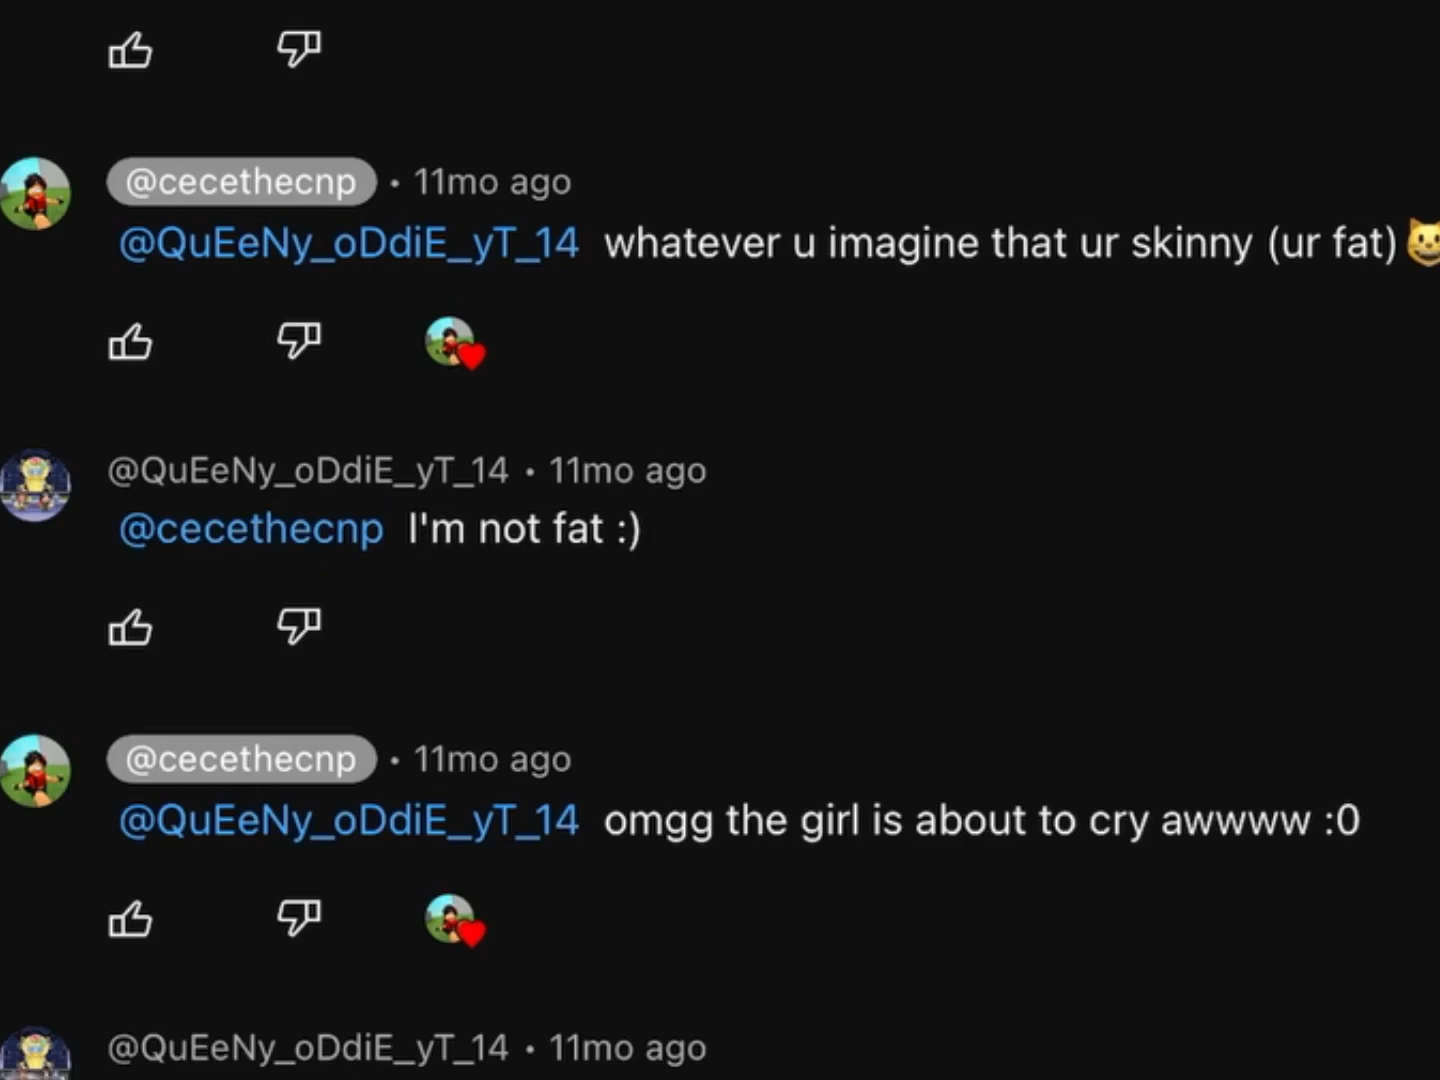 @cecethecnp • 11mo ago
@QuEeNy_oDdiE_yT_14 whatever u imagine that ur skinny (ur fat)😺
@QuEeNy_oDdiE_yT_14 • 11mo ago
@cecethecnp I'm not fat :)
@cecethecnp • 11mo ago
@QuEeNy_oDdiE_yT_14 omgg the girl is about to cry awwww :0
@QuEeNy_oDdiE_yT_14 • 11mo ago